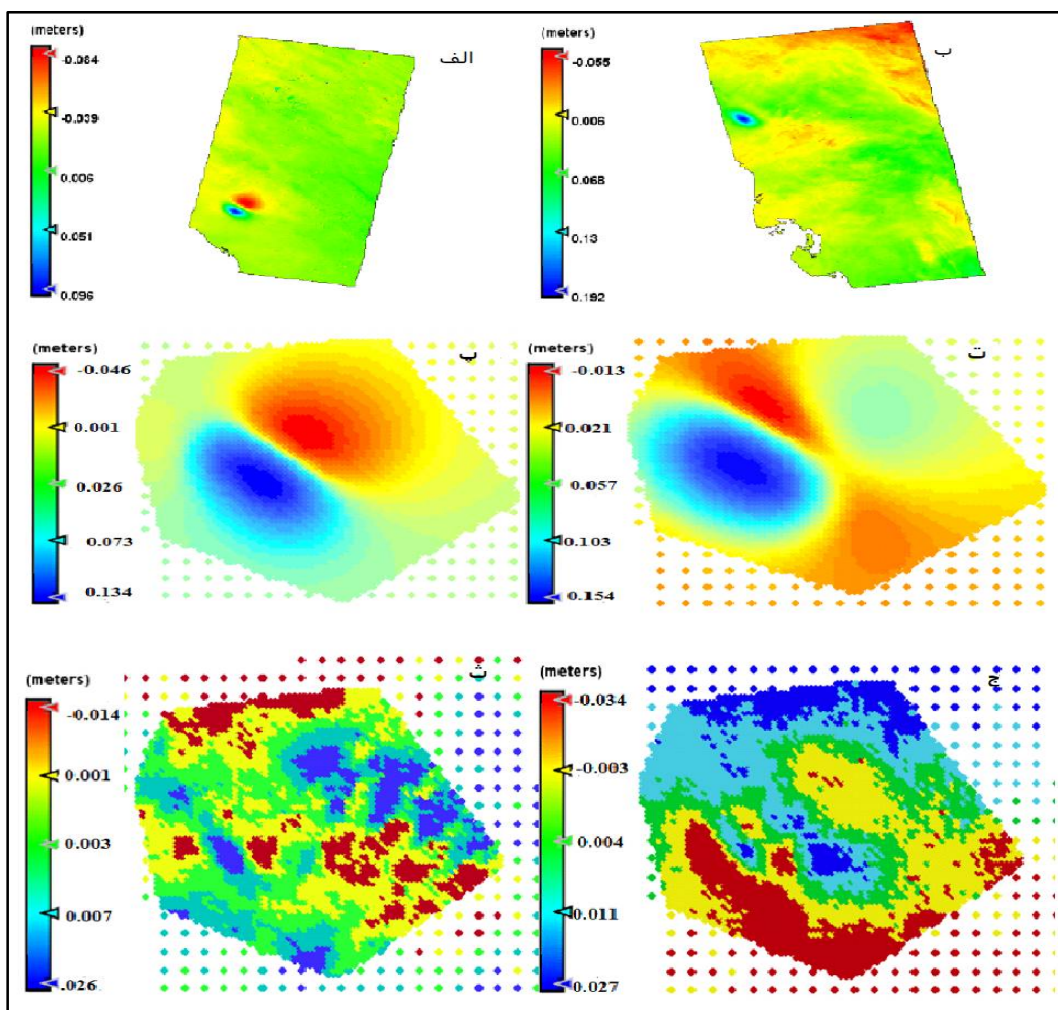 (meters)
-0.084
-0.039
0.006
0.051
0.096
الف
(meters)
-0.055
0.006
0.068
0.13
0.192
ب
(meters)
-0.046
0.001
0.026
0.073
0.134
پ
(meters)
-0.013
0.021
0.057
0.103
0.154
ت
(meters)
-0.014
0.001
0.003
0.007
.026
ث
(meters)
-0.034
-0.003
0.004
0.011
0.027
ج